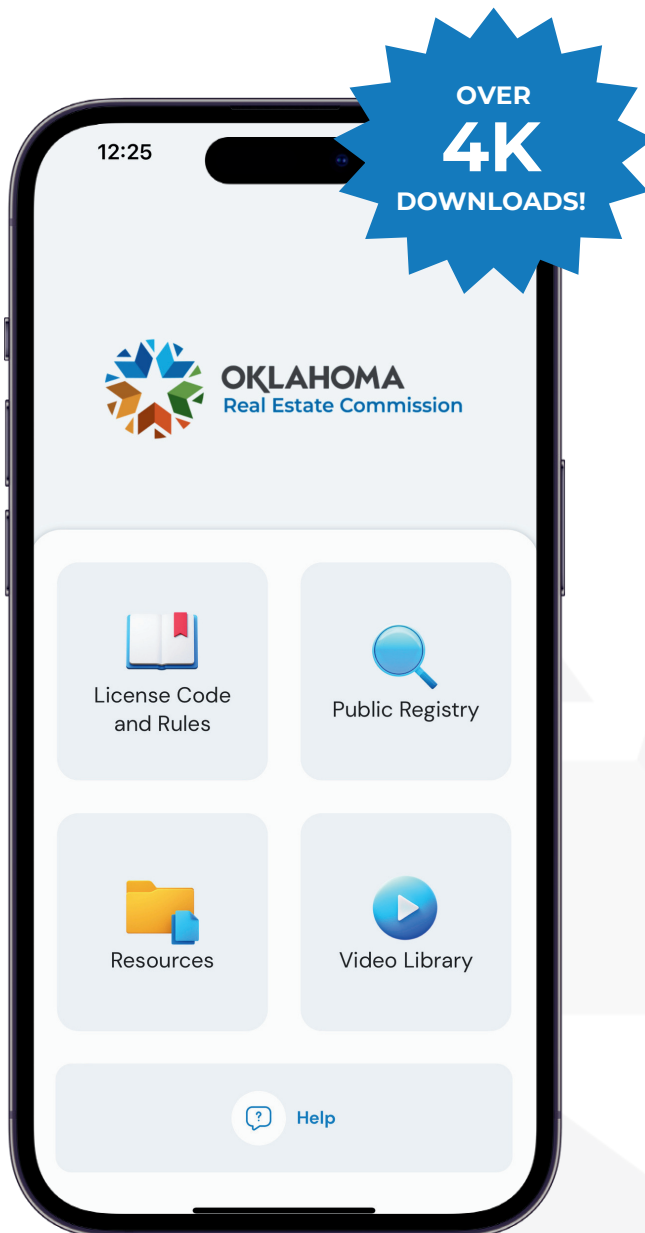 OVER
4K
DOWNLOADS!
12:25
OKLAHOMA
Real Estate Commission
License Code
and Rules
Public Registry
Resources
Video Library
?
Help